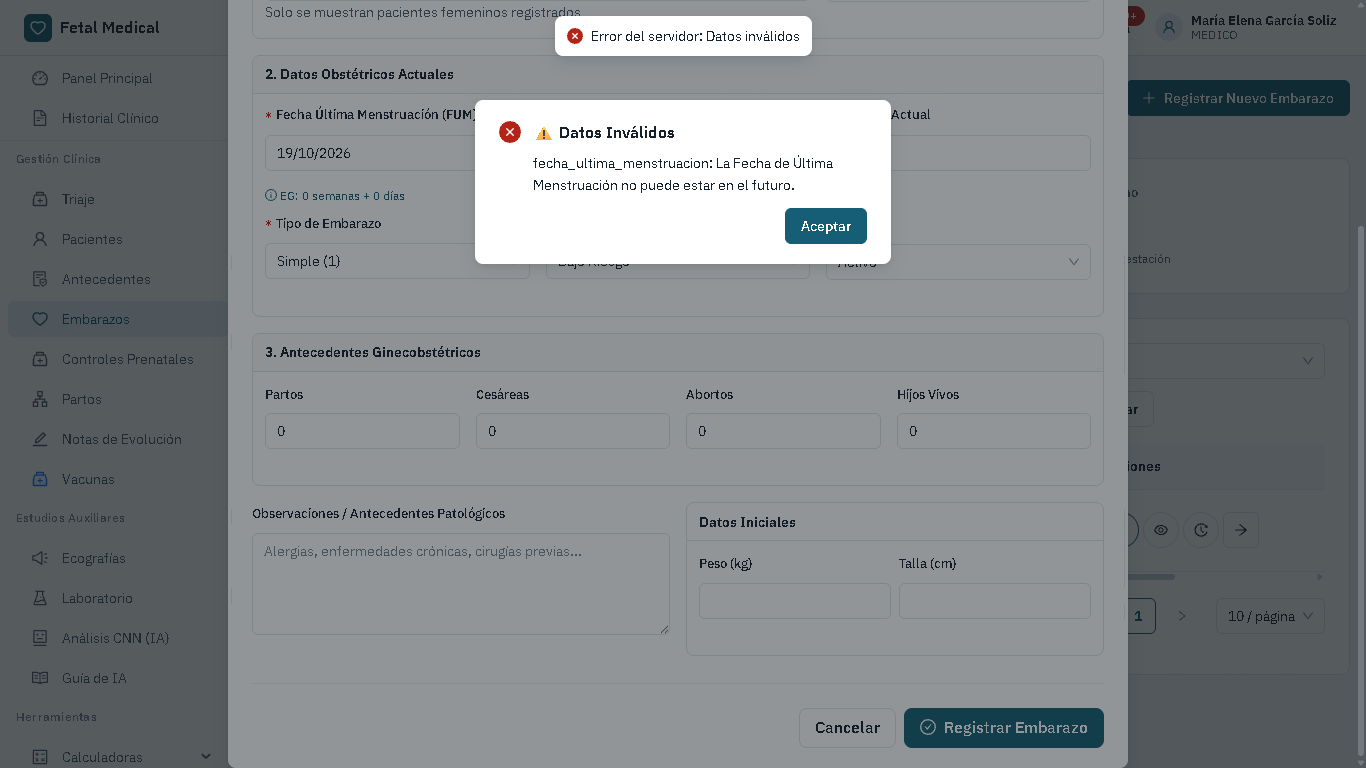 Fetal Medical
Panel Principal
Historial Clínico
Gestión Clínica
Triaje
Pacientes
Antecedentes
Embarazos
Controles Prenatales
Partos
Notas de Evolución
Vacunas
Estudios Auxiliares
Ecografías
Laboratorio
Análisis CNN (IA)
Guía de IA
Herramientas
Calculadoras
María Elena García Soliz
MEDICO
+ Registrar Nuevo Embarazo
Solo se muestran pacientes femeninos registrados
Error del servidor: Datos inválidos
2. Datos Obstétricos Actuales
* Fecha Última Menstruación (FUM)
Actual
19/10/2026
EG: 0 semanas + 0 días
* Tipo de Embarazo
Simple (1)
Datos Inválidos
fecha_ultima_menstruacion: La Fecha de Última
Menstruación no puede estar en el futuro.
Aceptar
3. Antecedentes Ginecobstétricos
Partos Cesáreas Abortos Hijos Vivos
0 0 0 0
Observaciones / Antecedentes Patológicos
Alergias, enfermedades crónicas, cirugías previas...
Datos Iniciales
Peso (kg) Talla (cm)
Cancelar
Registrar Embarazo
estación
ar
iones
1
10 / página